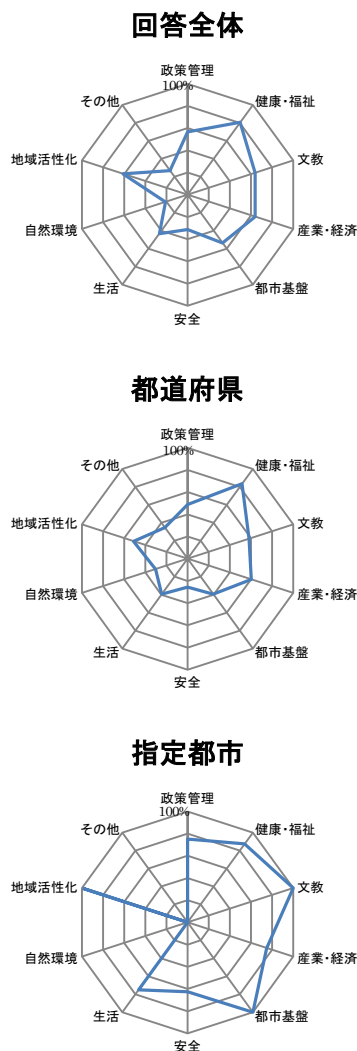 回答全体
政策管理
100%
その他
健康・福祉
地域活性化
文教
自然環境
産業・経済
生活
都市基盤
安全
都道府県
政策管理
100%
その他
健康・福祉
地域活性化
文教
自然環境
産業・経済
生活
都市基盤
安全
指定都市
政策管理
100%
その他
健康・福祉
地域活性化
文教
自然環境
産業・経済
生活
都市基盤
安全